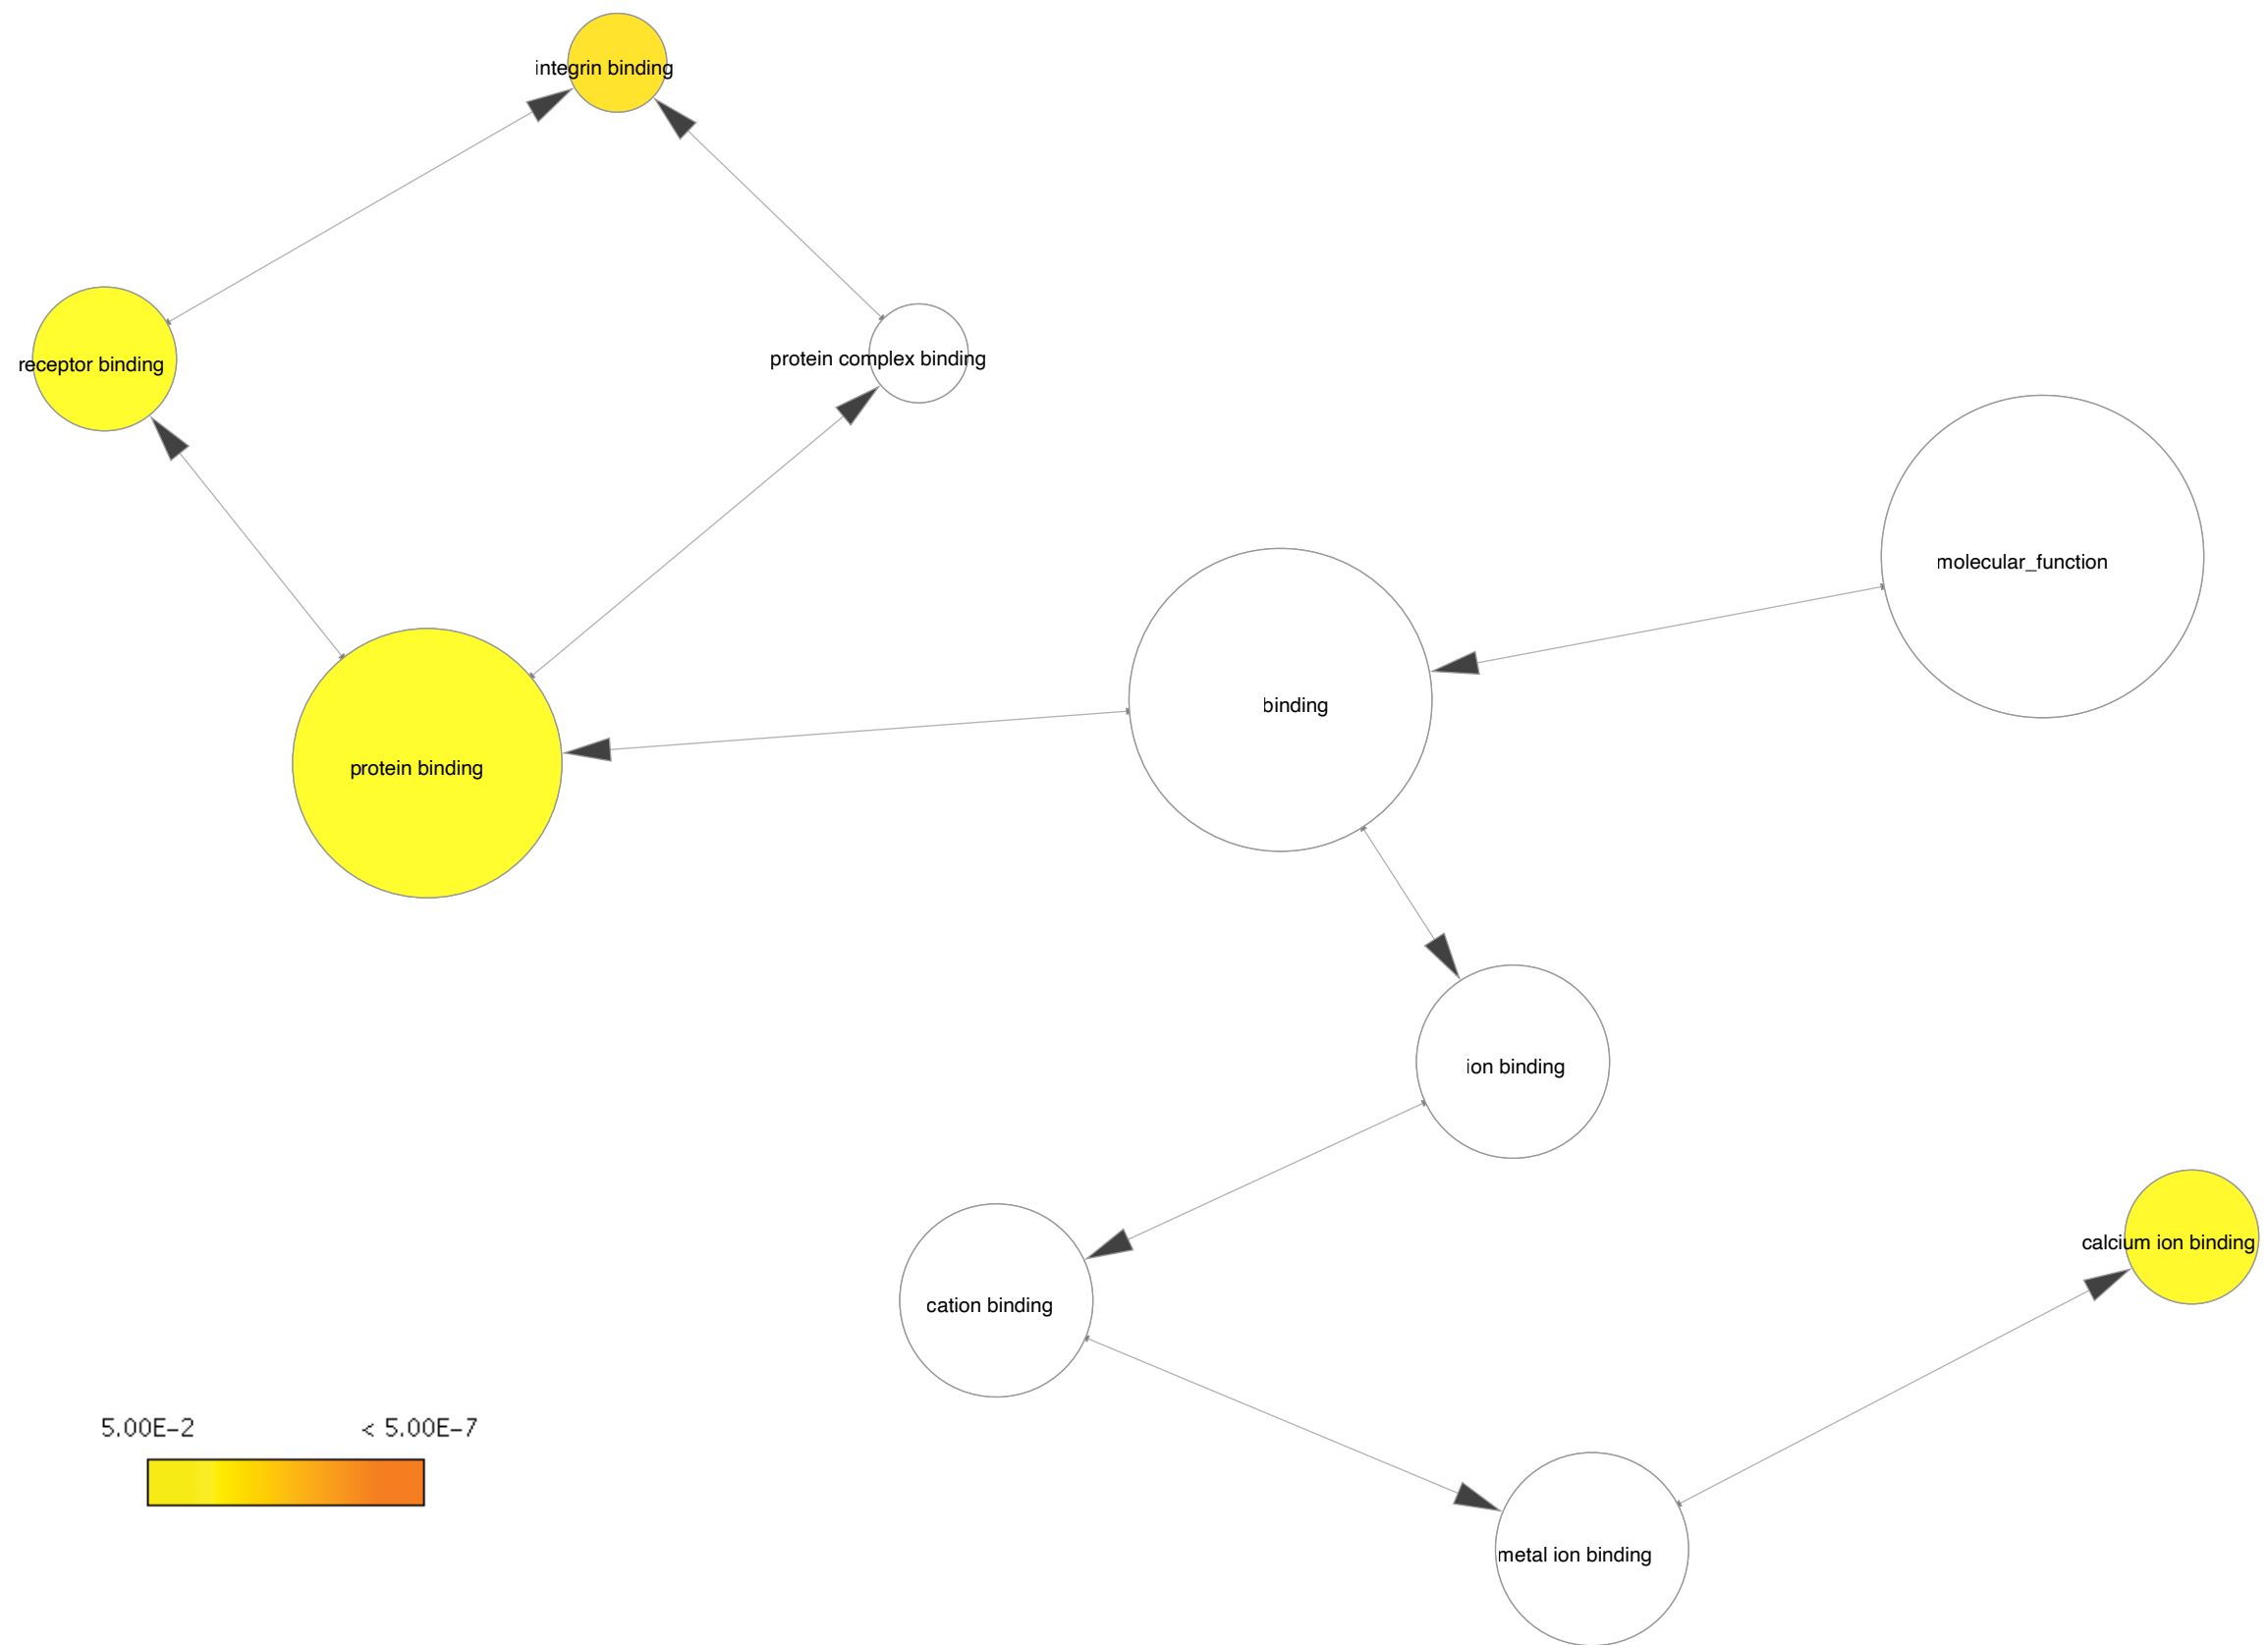 integrin binding
receptor binding
protein complex binding
molecular_function
binding
protein binding
ion binding
calcium ion binding
cation binding
5.00E-2
< 5.00E-7
metal ion binding